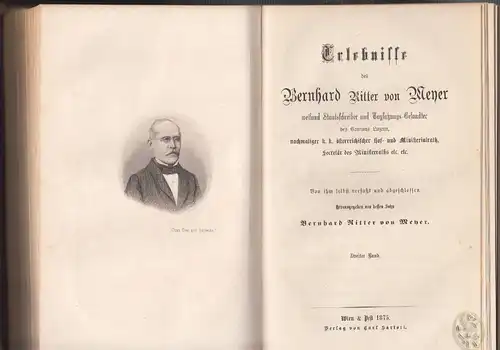 Erlebnisse
des
Bernhard Ritter von Meyer
weiland Staatsschreiber und Tagsatzungs-Gesandter
des Cantons Luzern,
nachmaliger k. k. österreichischer Hof- und Ministerialrath,
Secretär des Ministerraths etc. etc.
Von ihm selbst verfaßt und abgeschlossen.
Herausgegeben von dessen Sohn
Bernhard Ritter von Meyer.
Zweiter Band.
Wien & Pest 1875.
Verlag von Carl Sartori.